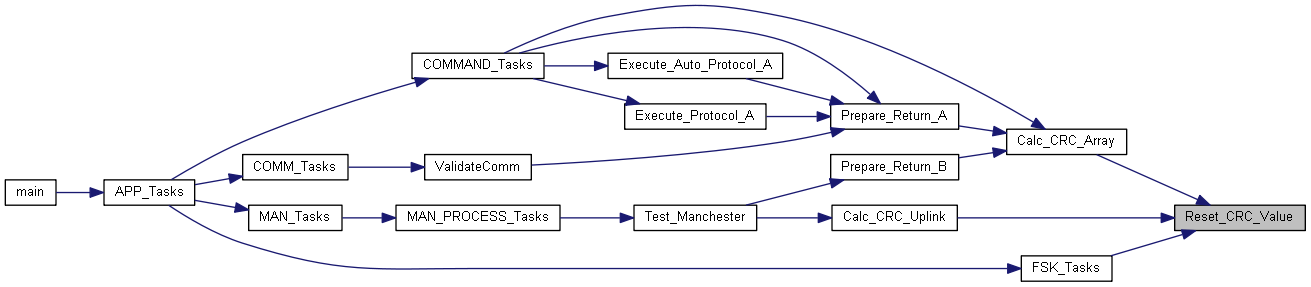 COMMAND_Tasks
Execute_Auto_Protocol_A
Execute_Protocol_A
Prepare_Return_A
Calc_CRC_Array
COMM_Tasks
ValidateComm
Prepare_Return_B
main
APP_Tasks
MAN_Tasks
MAN_PROCESS_Tasks
Test_Manchester
Calc_CRC_Uplink
Reset_CRC_Value
FSK_Tasks